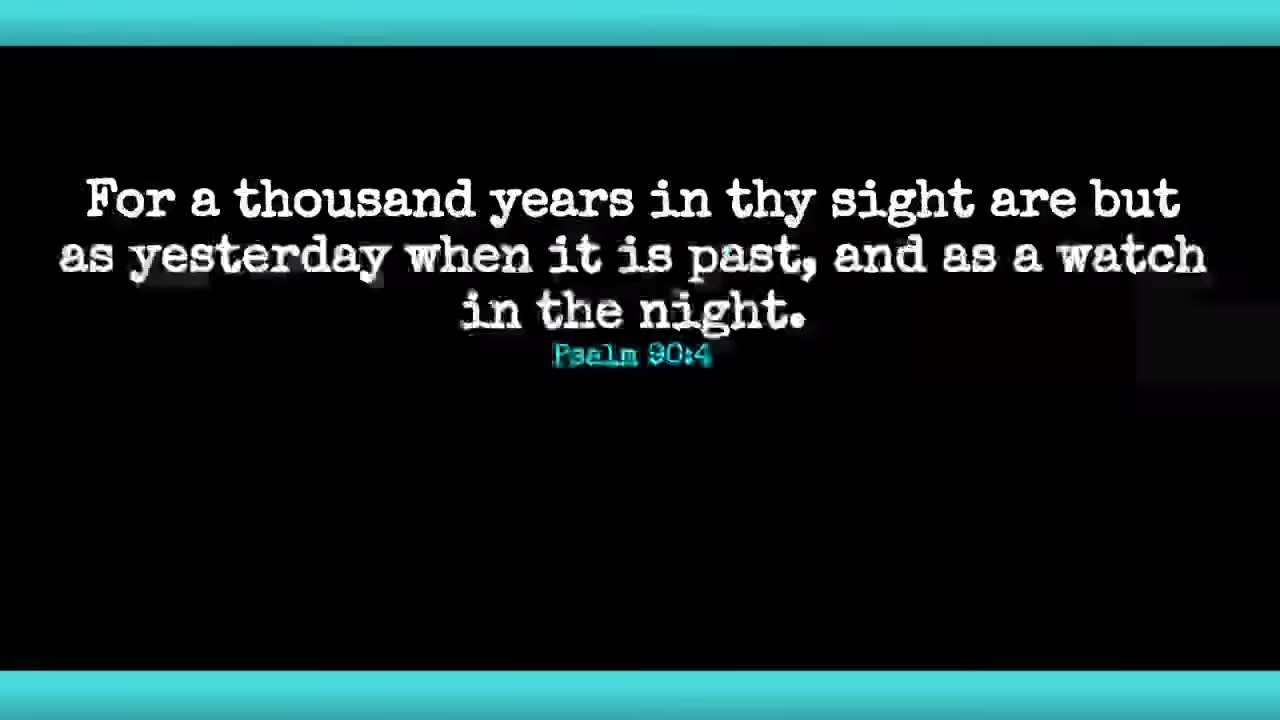 For a thousand years in thy sight are but
as yesterday when it is past, and as a watch
in the night.
Psalm 90:4